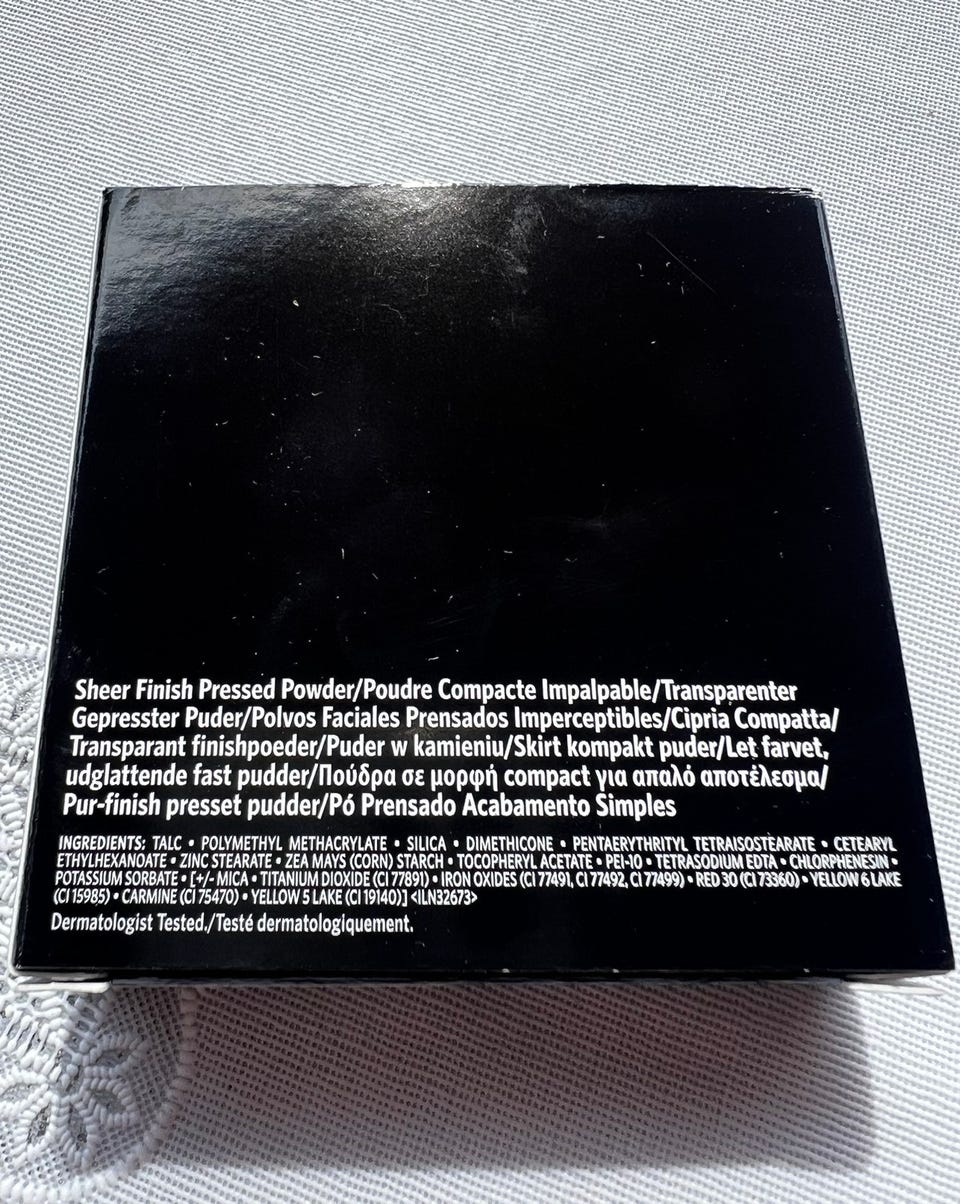 Sheer Finish Pressed Powder/Poudre Compacte Impalpable/Transparenter
Gepresster Puder/Polvos Faciales Prensados Imperceptibles/Cipria Compatta/
Transparant finishpoeder/Puder w kamieniu/Skirt kompakt puder/Let farvet,
udglattende fast pudder/Πούδρα σε μορφή compact για απαλό αποτέλεσμα/
Pur-finish presset pudder/Pó Prensado Acabamento Simples
INGREDIENTS: TALC • POLYMETHYL METHACRYLATE • SILICA • DIMETHICONE • PENTAERYTHRITYL TETRAISOSTEARATE • CETEARYL
ETHYLHEXANOATE • ZINC STEARATE • ZEA MAYS (CORN) STARCH • TOCOPHERYL ACETATE • PEI-10 • TETRASODIUM EDTA • CHLORPHENESIN •
POTASSIUM SORBATE • [+/- MICA • TITANIUM DIOXIDE (CI 77891) • IRON OXIDES (CI 77491, CI 77492, CI 77499) • RED 30 (CI 73360) • YELLOW 6 LAKE
(CI 15985) • CARMINE (CI 75470) • YELLOW 5 LAKE (CI 19140)] <ILN32673>
Dermatologist Tested./Testé dermatologiquement.